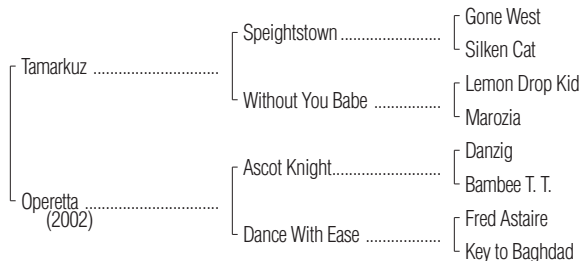 Gone West
Speightstown
Silken Cat
Tamarkuz
Lemon Drop Kid
Without You Babe
Marozia
Danzig
Ascot Knight
Bambee T. T.
Operetta
(2002)
Fred Astaire
Dance With Ease
Key to Baghdad